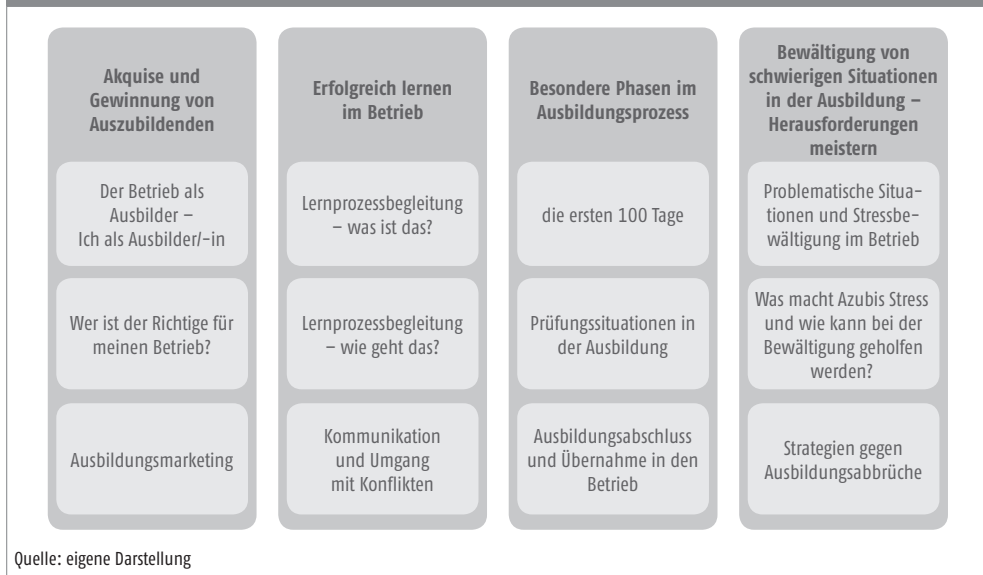 Akquise und
Gewinnung von
Auszubildenden
Der Betrieb als
Ausbilder –
Ich als Ausbilder/-in
Wer ist der Richtige für
meinen Betrieb?
Ausbildungsmarketing
Erfolgreich lernen
im Betrieb
Lernprozessbegleitung
– was ist das?
Lernprozessbegleitung
– wie geht das?
Kommunikation
und Umgang
mit Konflikten
Besondere Phasen im
Ausbildungsprozess
die ersten 100 Tage
Prüfungssituationen in
der Ausbildung
Ausbildungsabschluss
und Übernahme in den
Betrieb
Bewältigung von
schwierigen Situationen
in der Ausbildung –
Herausforderungen
meistern
Problematische Situa-
tionen und Stressbe-
wältigung im Betrieb
Was macht Azubis Stress
und wie kann bei der
Bewältigung geholfen
werden?
Strategien gegen
Ausbildungsabbrüche
Quelle: eigene Darstellung